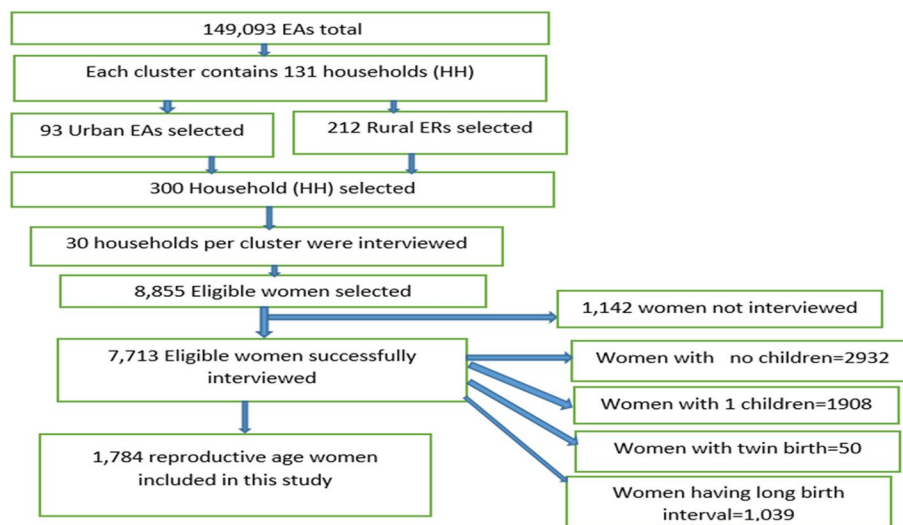 149,093 EAs total
Each cluster contains 131 households (HH)
93 Urban EAs selected
212 Rural ERs selected
300 Household (HH) selected
30 households per cluster were interviewed
8,855 Eligible women selected
1,142 women not interviewed
7,713 Eligible women successfully
interviewed
Women with no children=2932
Women with 1 children=1908
Women with twin birth=50
1,784 reproductive age women
included in this study
Women having long birth
interval=1,039